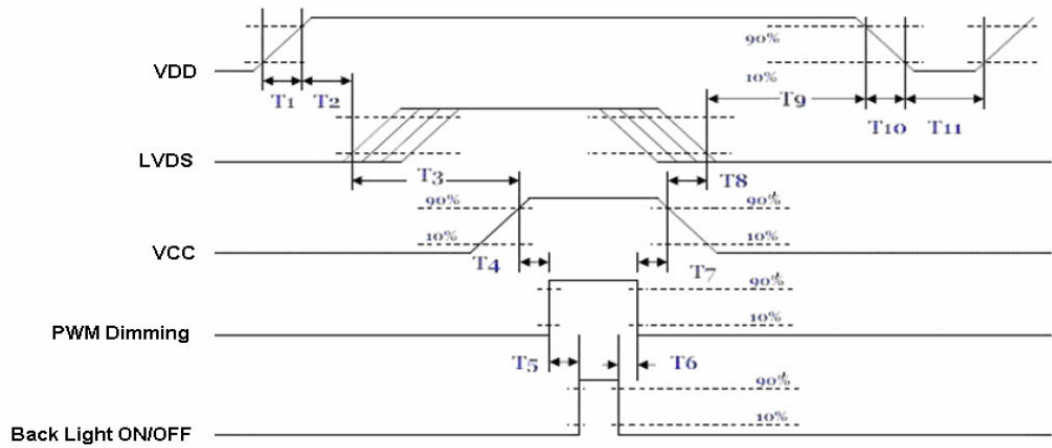 90%
VDD
10%
T1 T2 T9
T10 T11
LVDS
T3 T8
90% 90%
VCC
10% 10%
T4 T7
90%
PWM Dimming
10%
T5 T6
90%
10%
Back Light ON/OFF